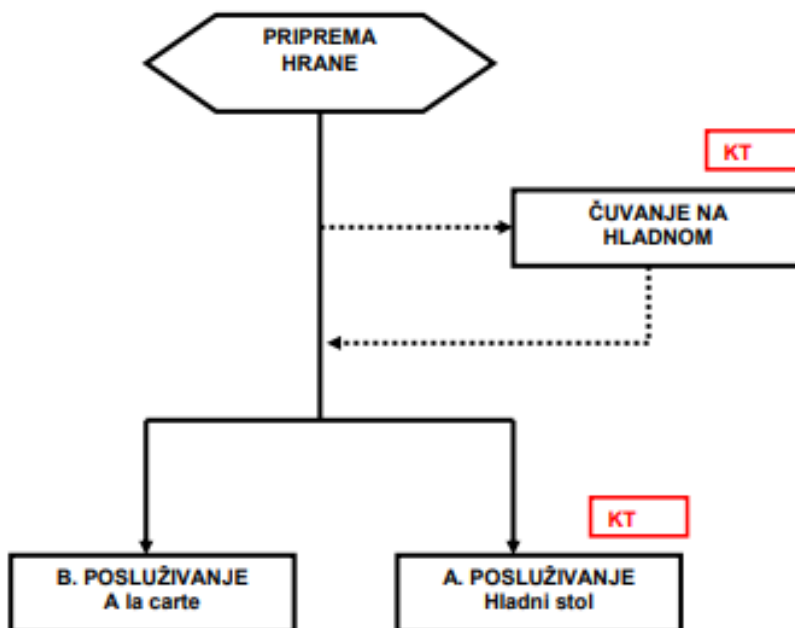 PRIPREMA
HRANE
KT
ČUVANJE NA
HLADNOM
KT
B. POSLUŽIVANJE
A la carte
A. POSLUŽIVANJE
Hladni stol